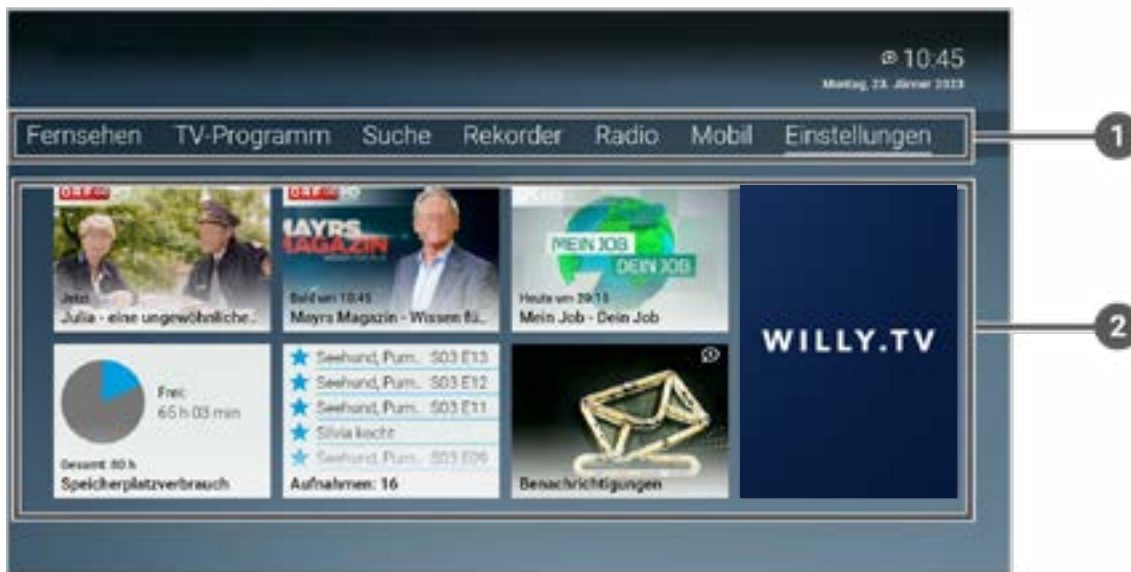 10:45
Montag, 23. Jänner 2023
Fernsehen TV-Programm Suche Rekorder Radio Mobil Einstellungen
1
ORF
ORF
MAYRS
MAGAZIN
MEIN JOB
DEIN JOB
Jetzt
Julia - eine ungewöhnliche..
Bald um 10:45
Mayrs Magazin - Wissen fü..
Heute um 20:15
Mein Job - Dein Job
WILLY.TV
2
Frei:
65 h 03 min
Gesamt: 80 h
Speicherplatzverbrauch
Seehund, Pum.. S03 E13
Seehund, Pum.. S03 E12
Seehund, Pum.. S03 E11
Silvia kocht
Seehund, Pum.. S03 E09
Aufnahmen: 16
Benachrichtigungen